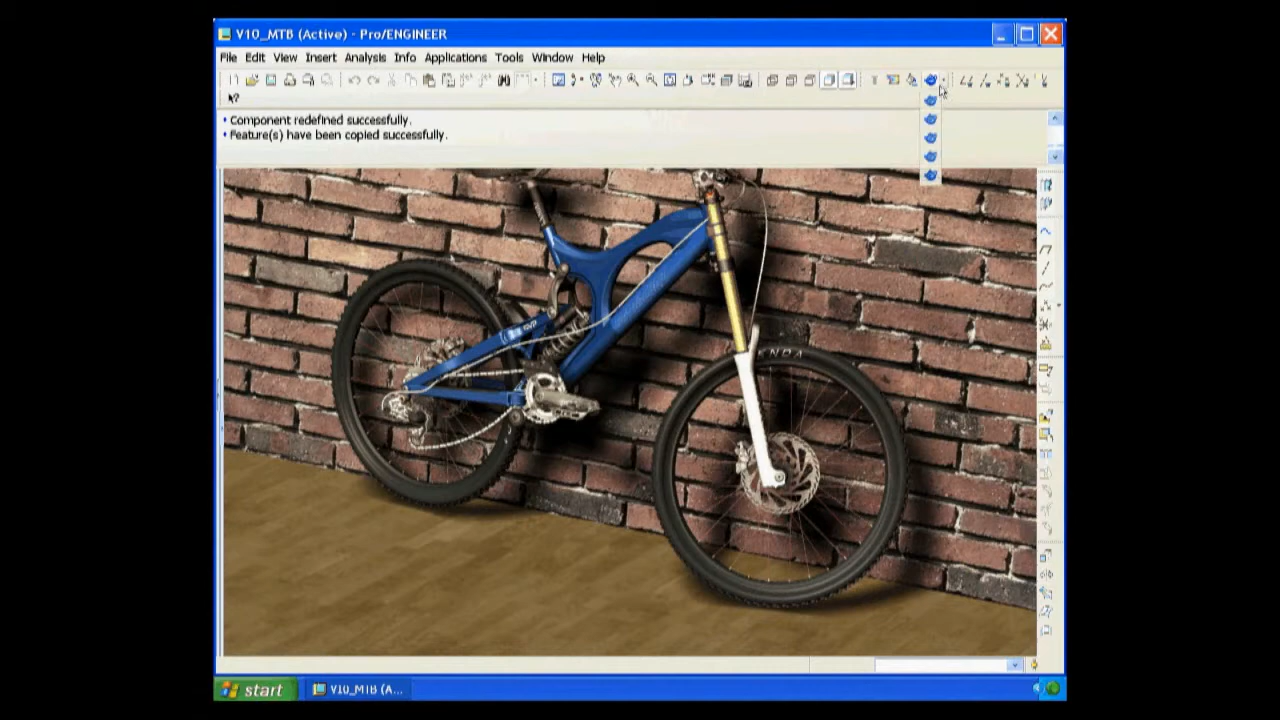 V10_MTB (Active) - Pro/ENGINEER
File Edit View Insert Analysis Info Applications Tools Window Help
• Component redefined successfully.
• Feature(s) have been copied successfully.
ENDA
start
V10_MTB (A...